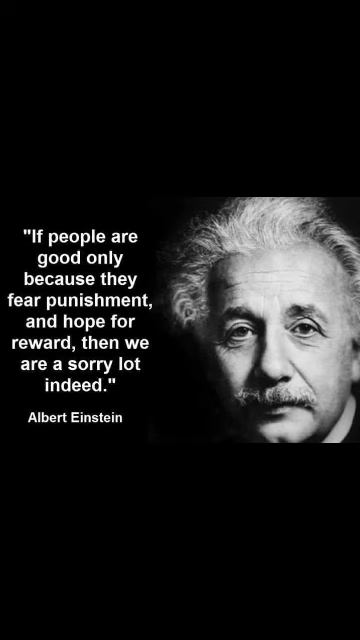 "If people are
good only
because they
fear punishment,
and hope for
reward, then we
are a sorry lot
indeed."
Albert Einstein